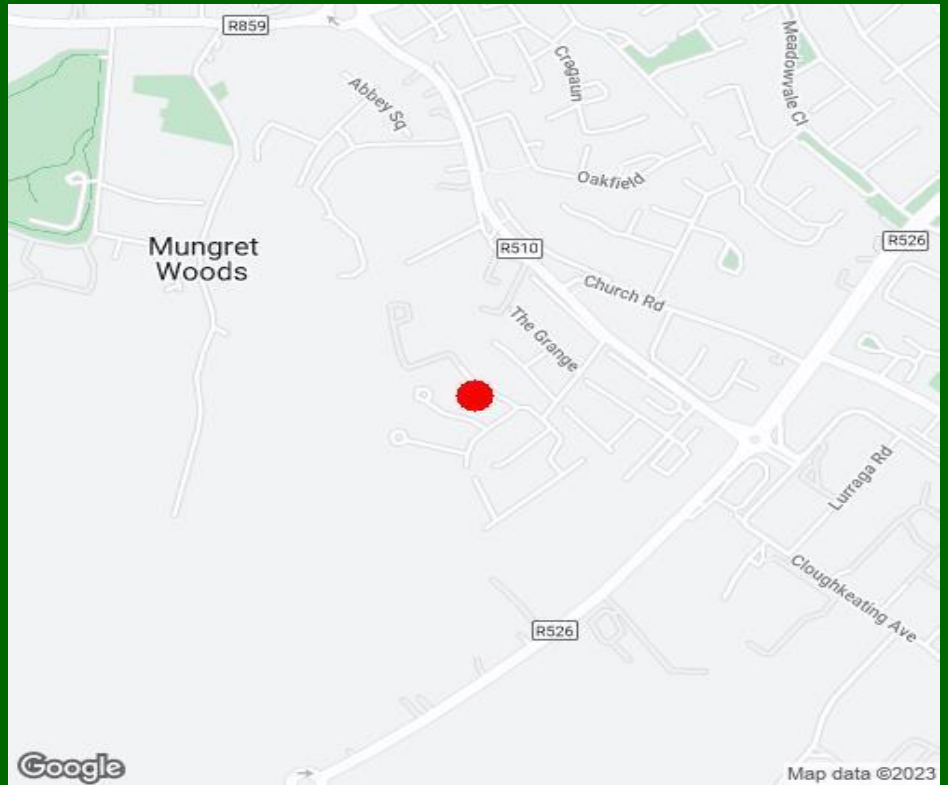 R859
Meadowvale Cl
Cragaun
Abbey Sq
Oakfield
R526
Mungret
Woods
R510
Church Rd
The Grange
Lurraga Rd
Cloughkeating Ave
R526
Google
Map data ©2023